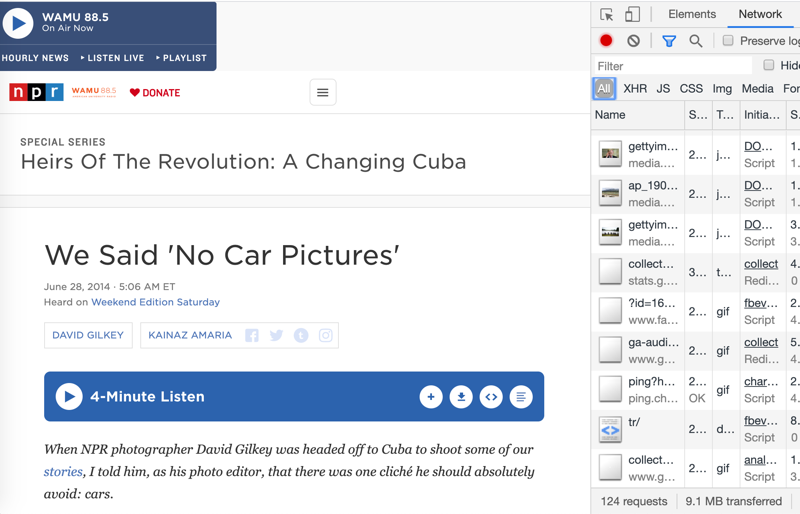 WAMU 88.5
On Air Now
HOURLY NEWS LISTEN LIVE PLAYLIST
npr WAMU 88.5 DONATE
SPECIAL SERIES
Heirs Of The Revolution: A Changing Cuba
We Said 'No Car Pictures'
June 28, 2014 · 5:06 AM ET
Heard on Weekend Edition Saturday
DAVID GILKEY KAINAZ AMARIA
4-Minute Listen
When NPR photographer David Gilkey was headed off to Cuba to shoot some of our
stories, I told him, as his photo editor, that there was one cliché he should absolutely
avoid: cars.
Elements Network
Preserve log
Filter Hide
All XHR JS CSS Img Media Fon
Name S... T... Initia... S.
gettyim... 2... j... DO... 1.
media.... Script 1.
ap_190... 2... j... DO... 1.
media.... Script 1.
gettyim... 2... j... DO... 3.
media.... Script 3.
collect... 3... t... collect 4.
stats.g.... Redi... 0
?id=16... 2... gif fbev... 2.
www.fa... Script 4.
ga-audi... 2... gif collect 5.
www.g... Redi... 4.
ping?h... 2... gif char... 2.
ping.ch... OK Script 4.
tr/ 2... d... fbev... 8.
Script 0
collect... 2... gif anal... 2.
www.g... Script 3.
124 requests 9.1 MB transferred